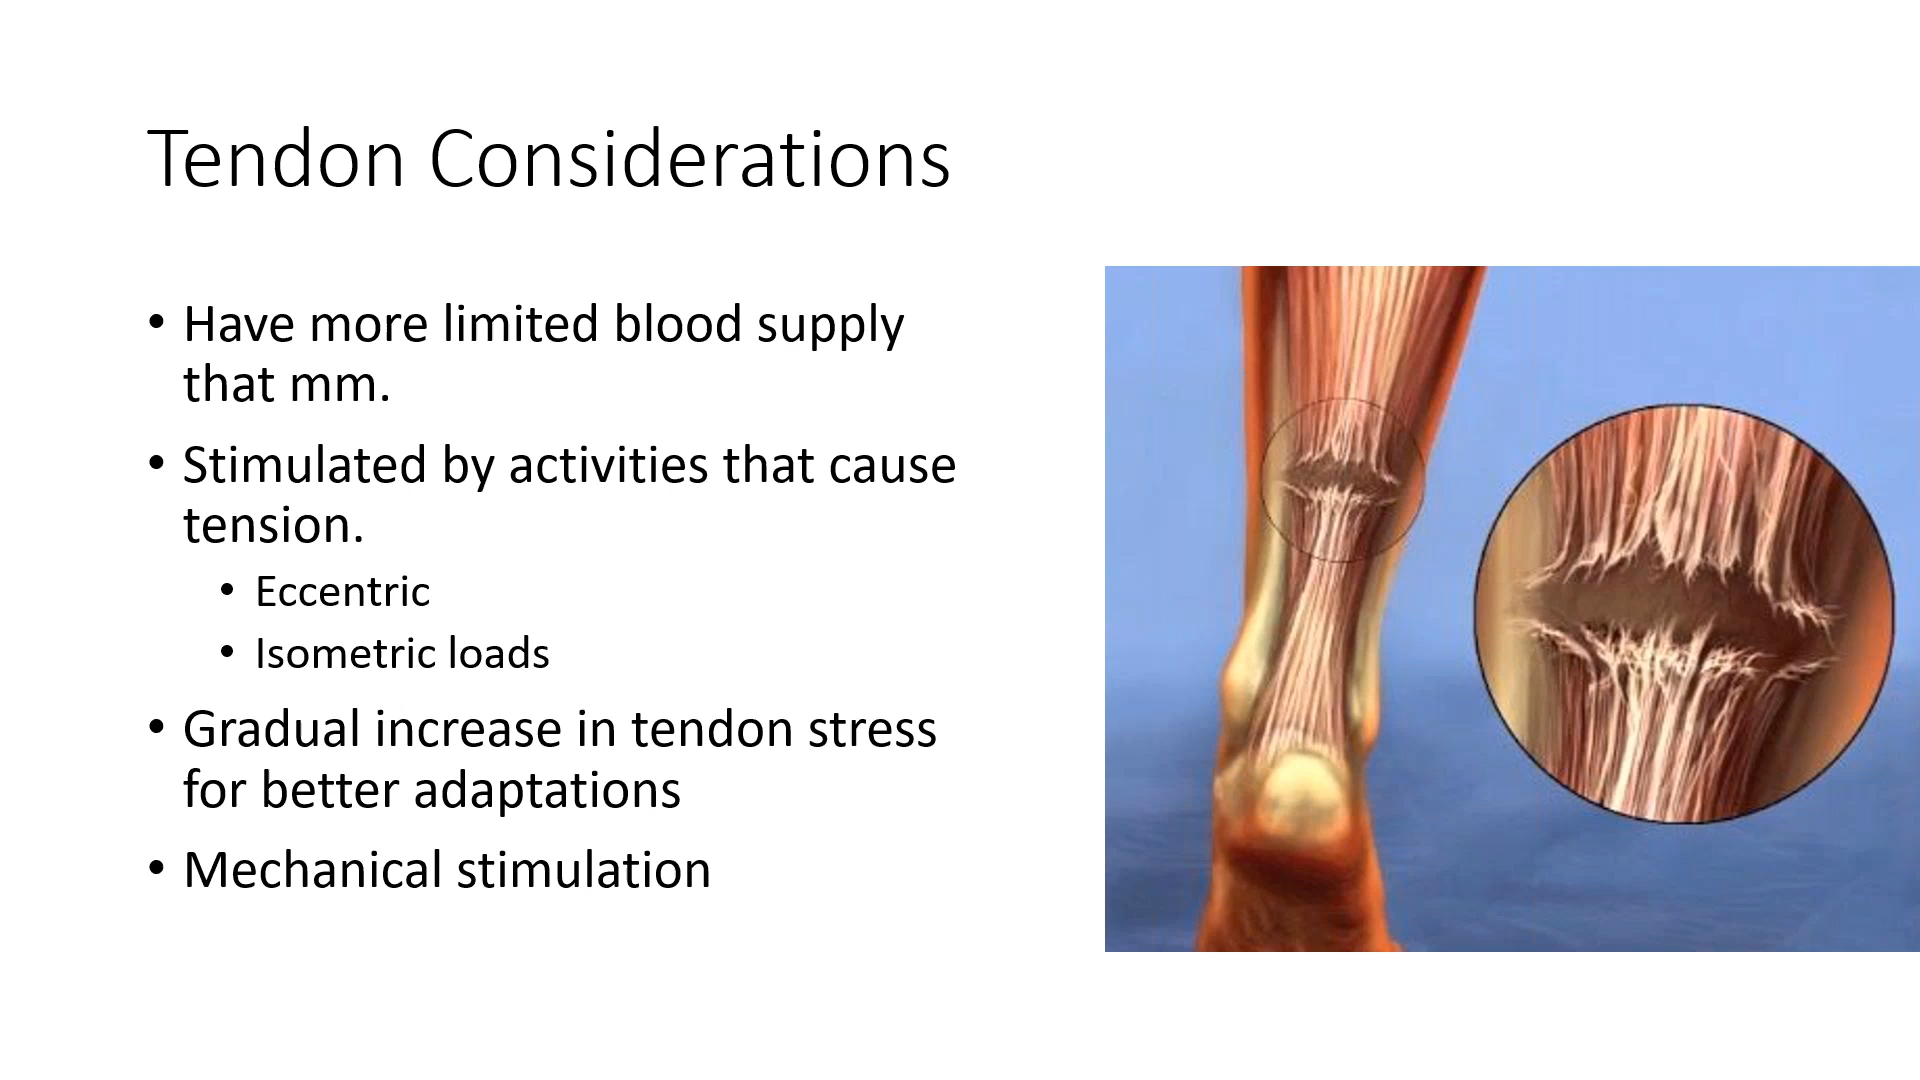 Tendon Considerations
• Have more limited blood supply
that mm.
• Stimulated by activities that cause
tension.
• Eccentric
• Isometric loads
• Gradual increase in tendon stress
for better adaptations
• Mechanical stimulation